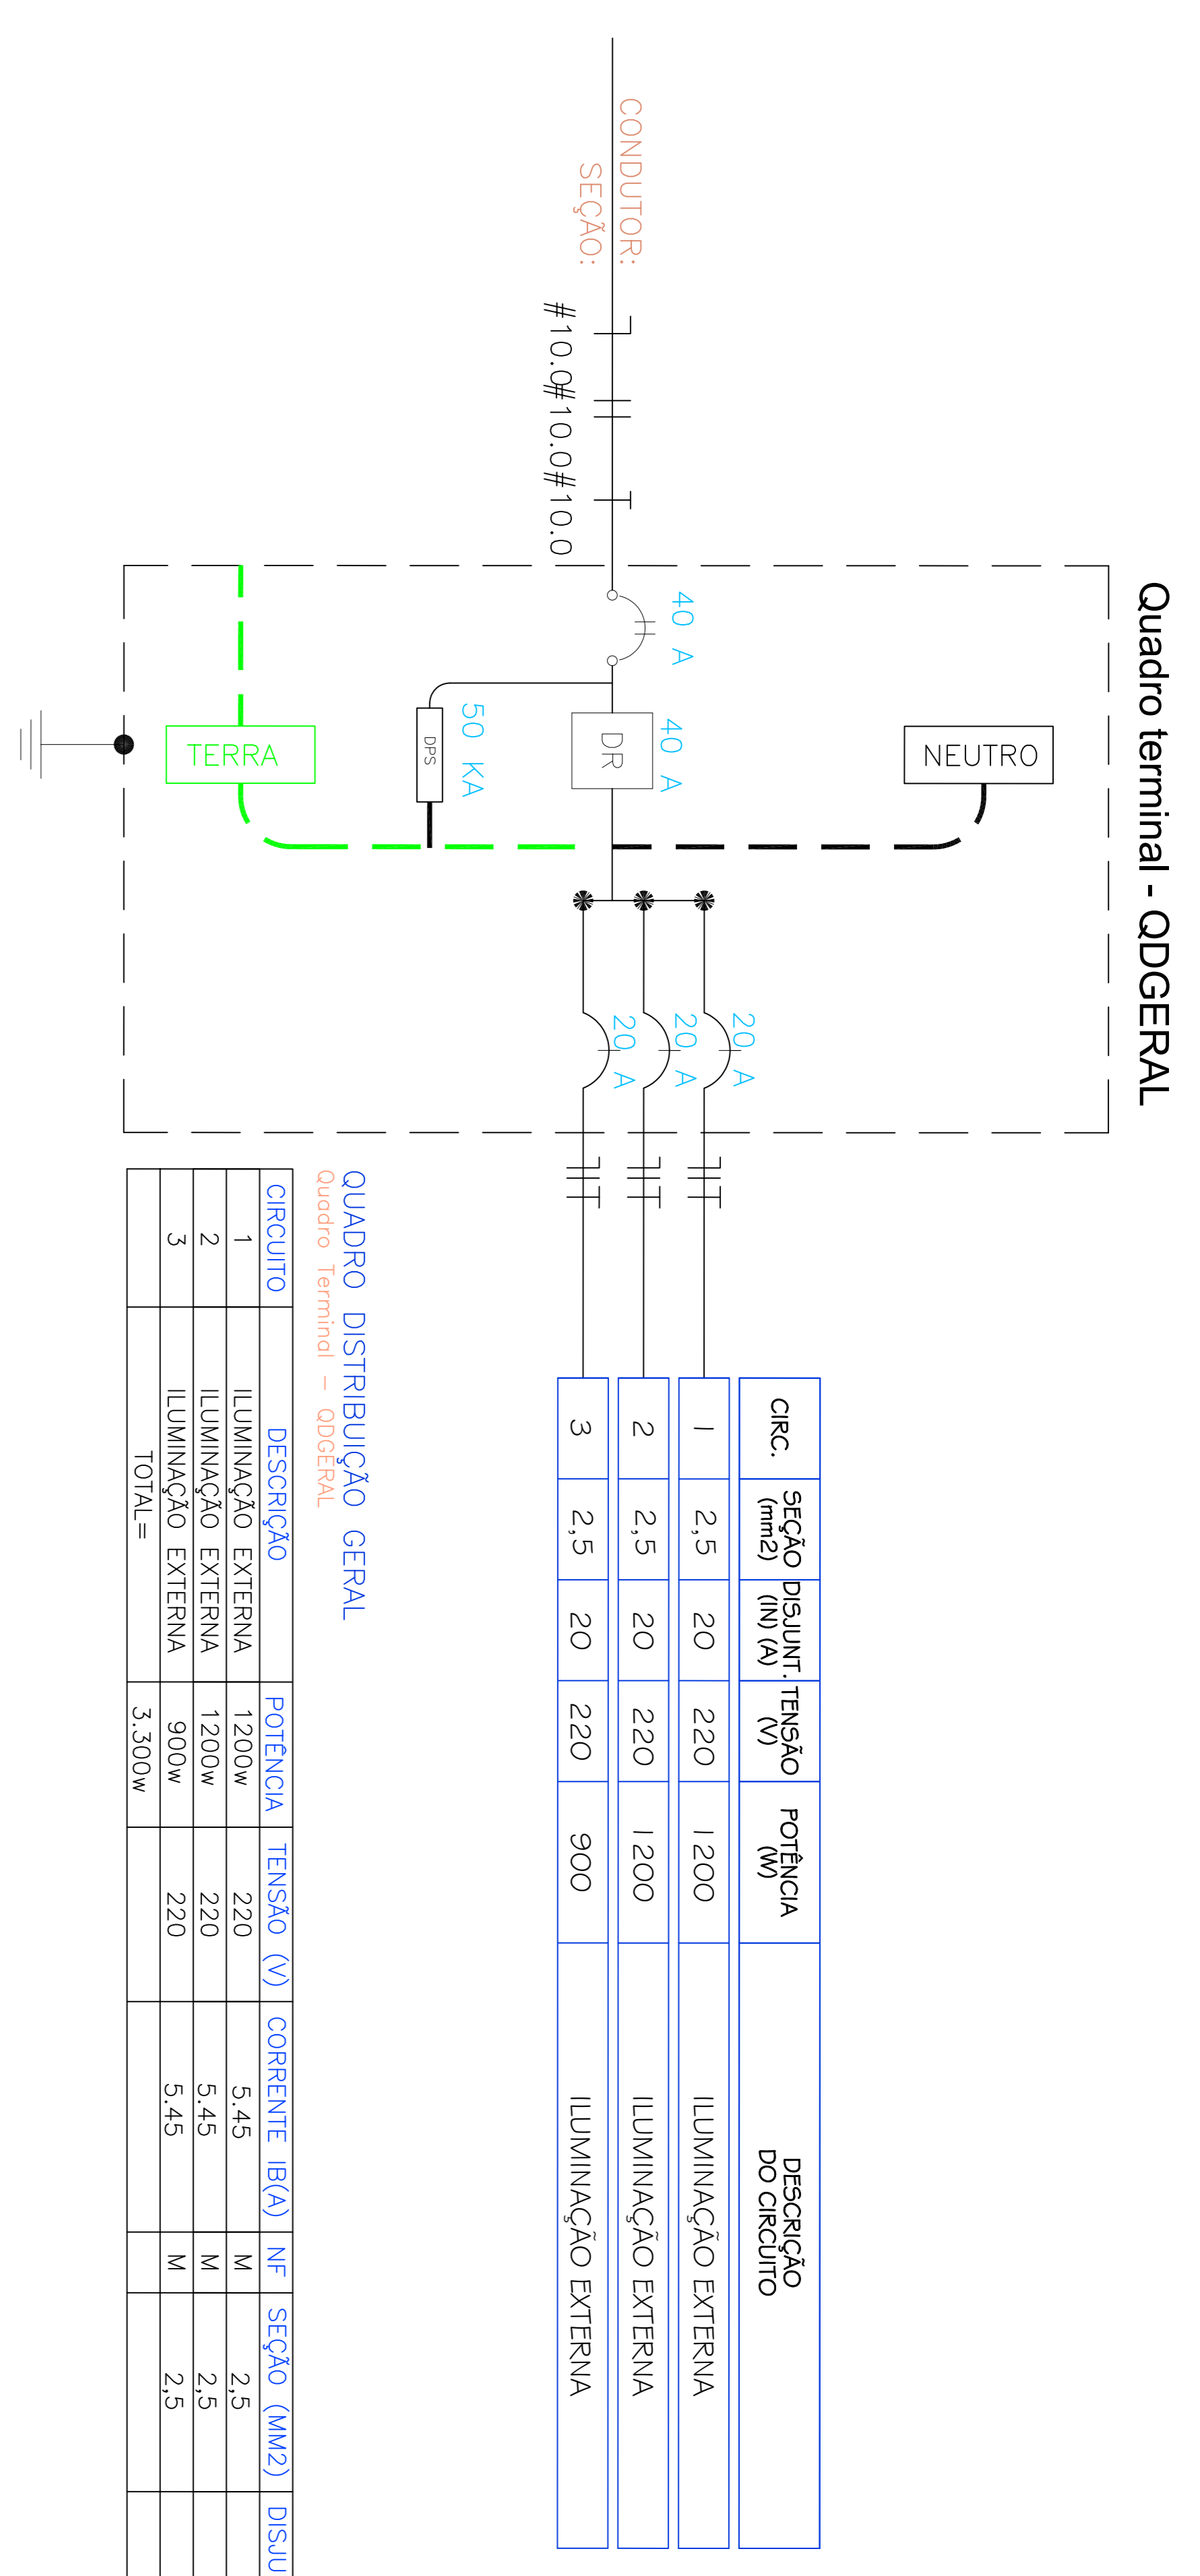 Quadro terminal - QDGERAL
CONDUTOR:
SEÇÃO:
#10.0#10.0#10.0
40 A
40 A
DR
50 KA
DPS
NEUTRO
TERRA
20 A
20 A
20 A
CIRC. SEÇÃO (mm2) DISJUNT. (IN) (A) TENSÃO (V) POTÊNCIA (W) DESCRIÇÃO DO CIRCUITO
1 2,5 20 220 1200 ILUMINAÇÃO EXTERNA
2 2,5 20 220 1200 ILUMINAÇÃO EXTERNA
3 2,5 20 220 900 ILUMINAÇÃO EXTERNA
QUADRO DISTRIBUIÇÃO GERAL
Quadro Terminal – QDGERAL
CIRCUITO DESCRIÇÃO POTÊNCIA TENSÃO (V) CORRENTE IB(A) NF SEÇÃO (MM2) DISJU
1 ILUMINAÇÃO EXTERNA 1200w 220 5.45 M 2,5
2 ILUMINAÇÃO EXTERNA 1200w 220 5.45 M 2,5
3 ILUMINAÇÃO EXTERNA 900w 220 5.45 M 2,5
TOTAL= 3.300w